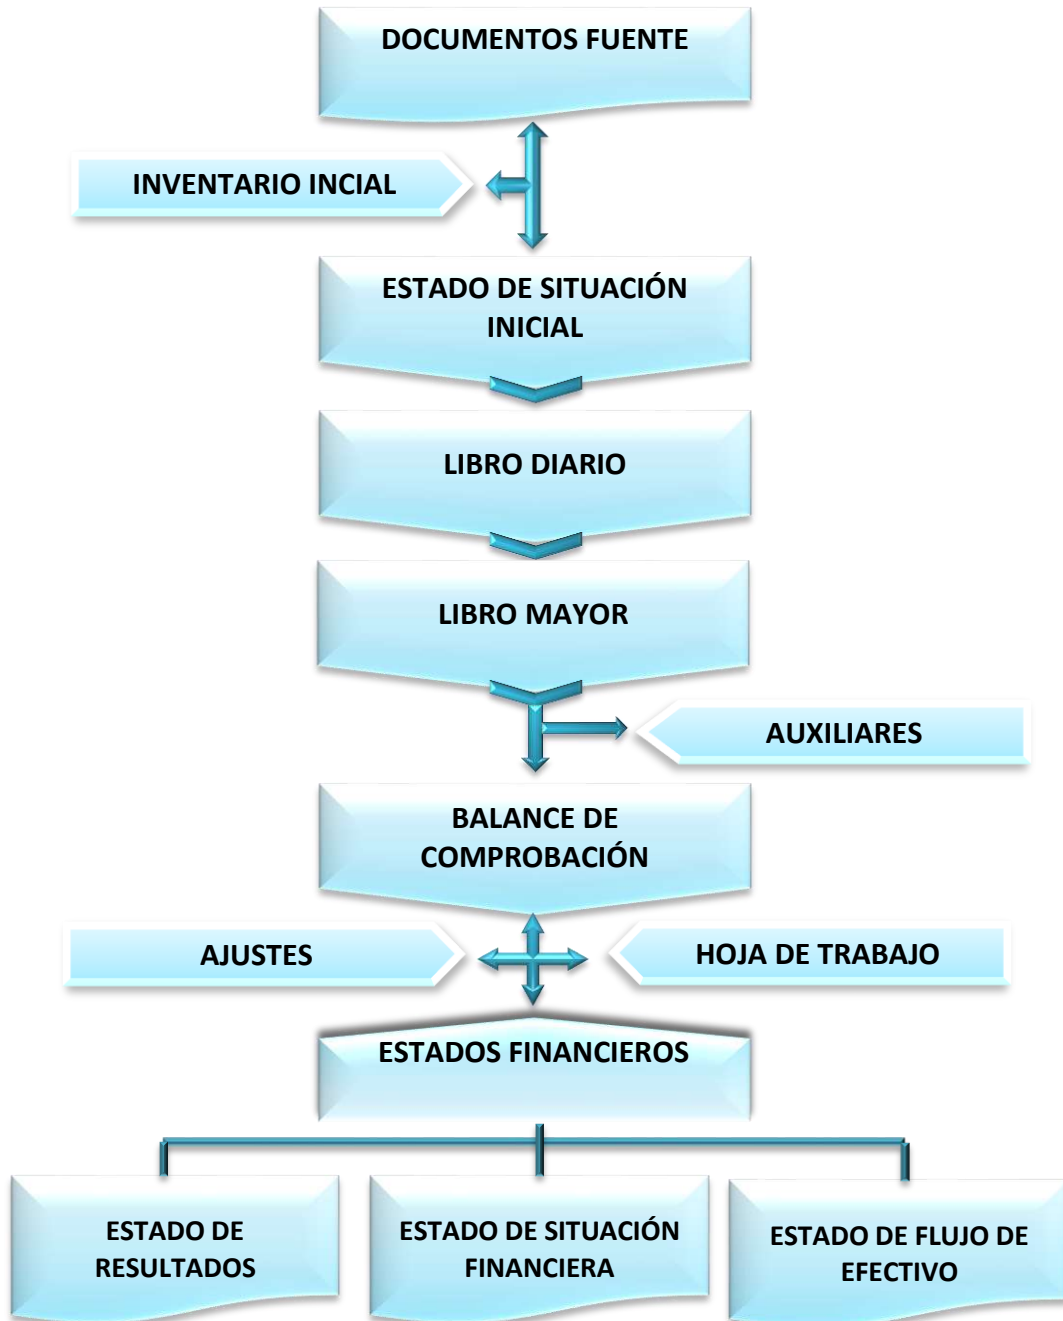 DOCUMENTOS FUENTE
INVENTARIO INCIAL
ESTADO DE SITUACIÓN
INICIAL
LIBRO DIARIO
LIBRO MAYOR
AUXILIARES
BALANCE DE
COMPROBACIÓN
AJUSTES
HOJA DE TRABAJO
ESTADOS FINANCIEROS
ESTADO DE
RESULTADOS
ESTADO DE SITUACIÓN
FINANCIERA
ESTADO DE FLUJO DE
EFECTIVO